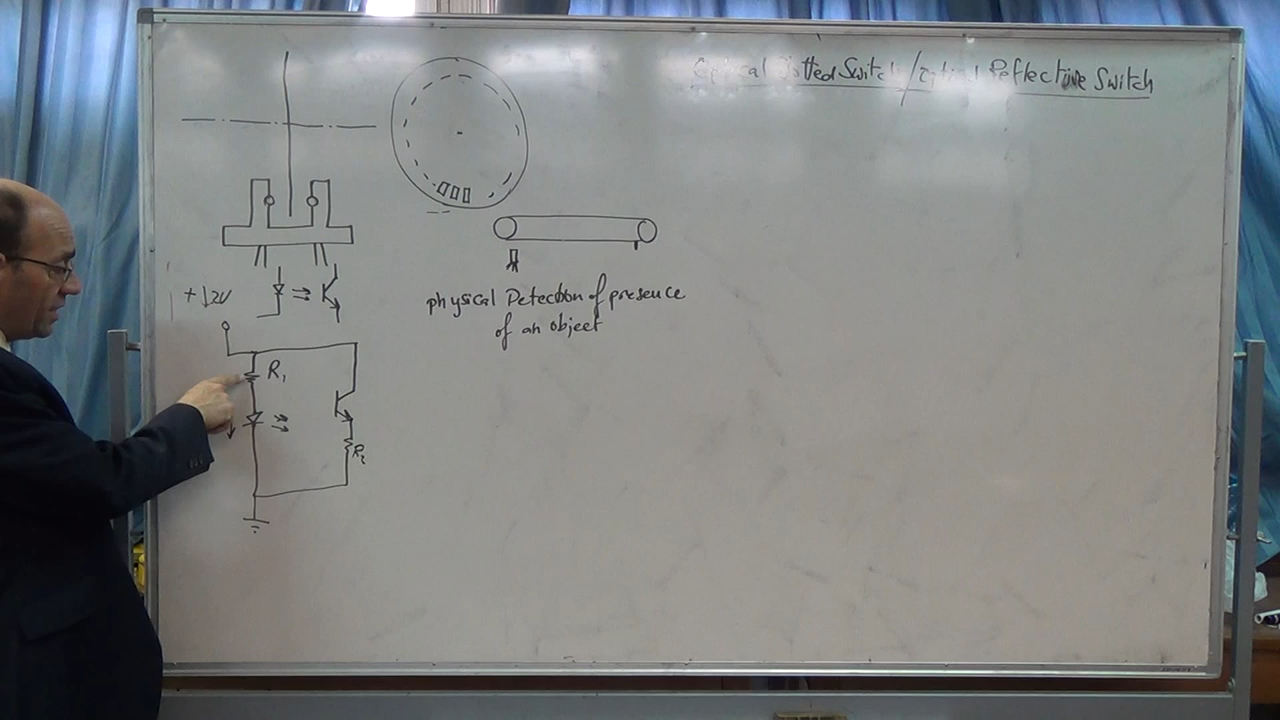 Optical Slotted Switch / Optical Reflective Switch
+12V
physical Detection of presence
of an object
R1
R2